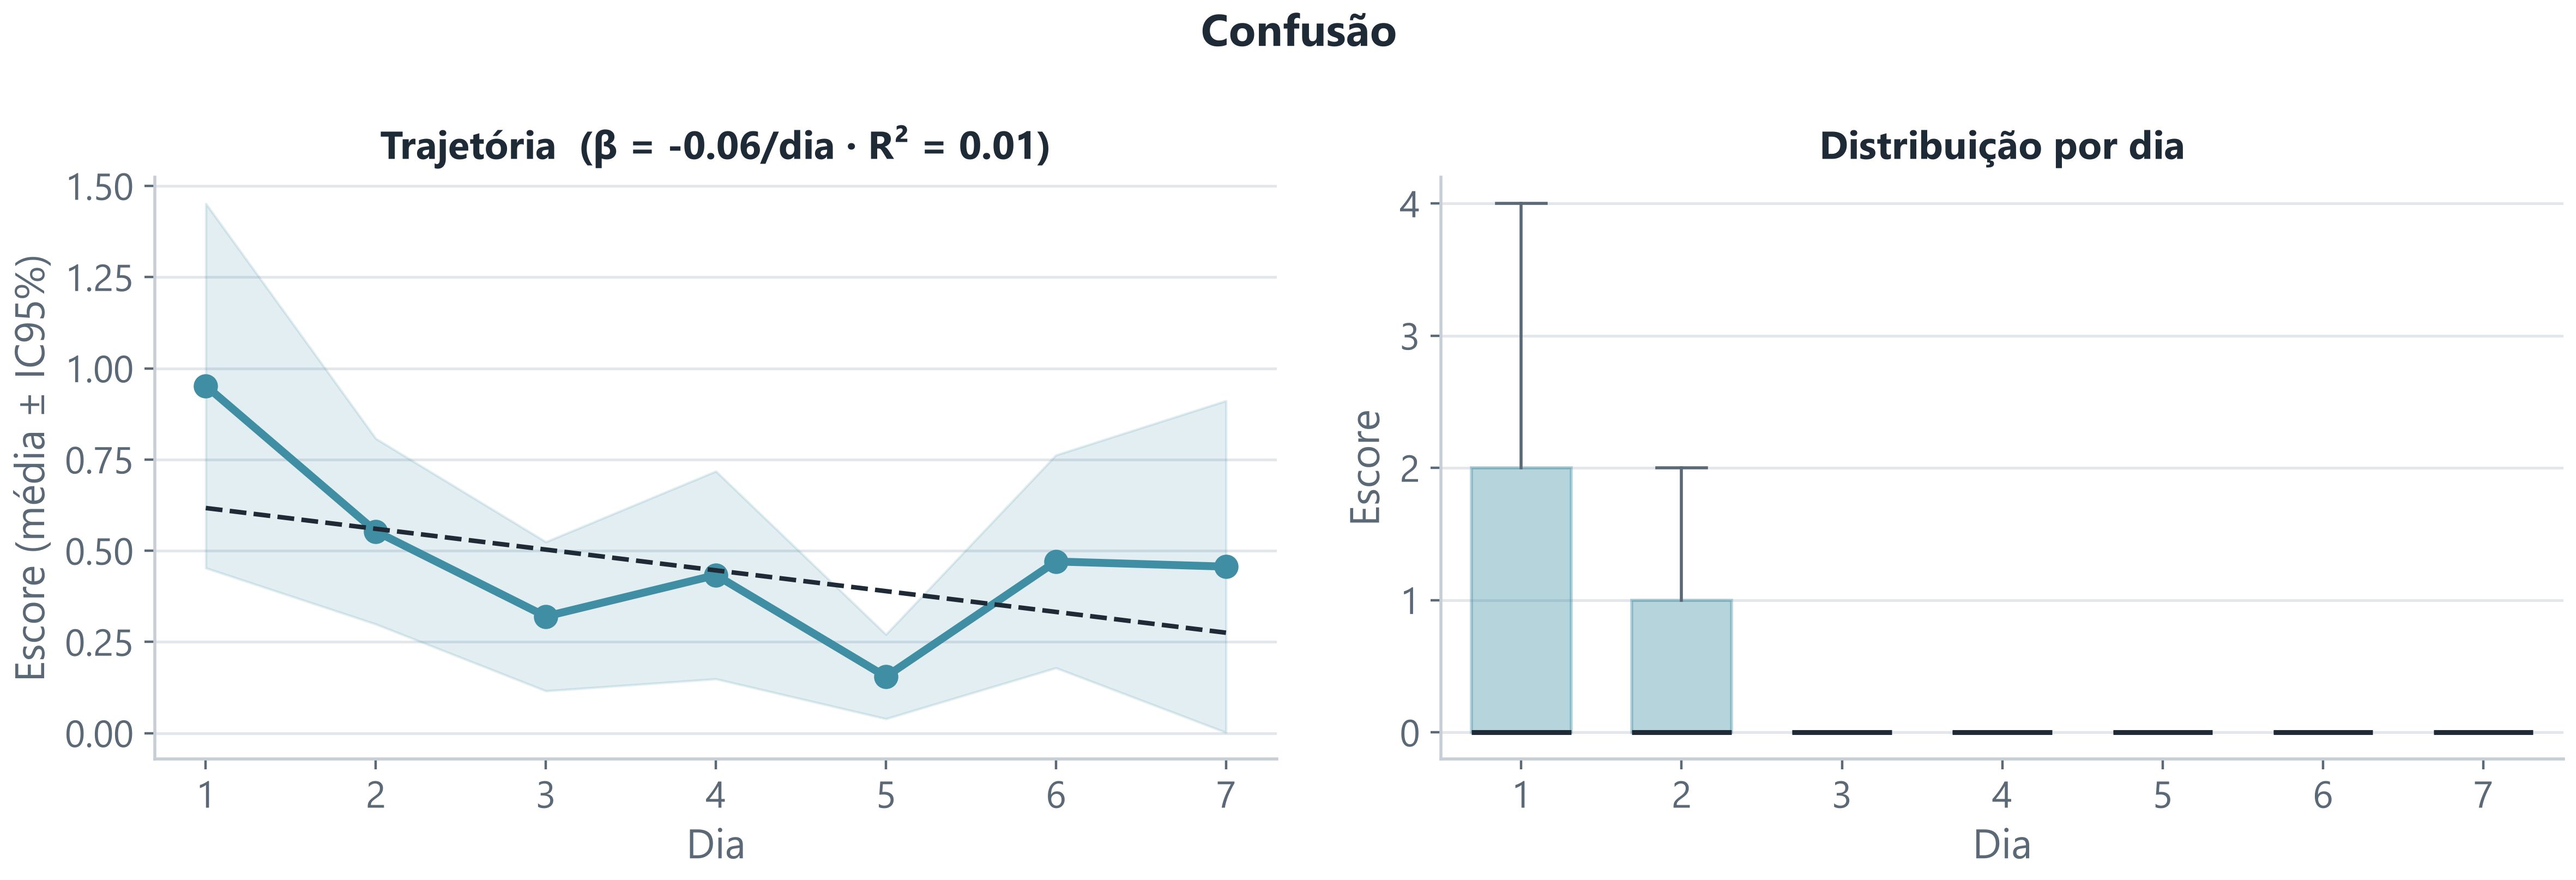 Confusão
Trajetória (β = -0.06/dia · R² = 0.01)
Escore (média ± IC95%)
1.50
1.25
1.00
0.75
0.50
0.25
0.00
1 2 3 4 5 6 7
Dia
Distribuição por dia
Escore
4
3
2
1
0
1 2 3 4 5 6 7
Dia